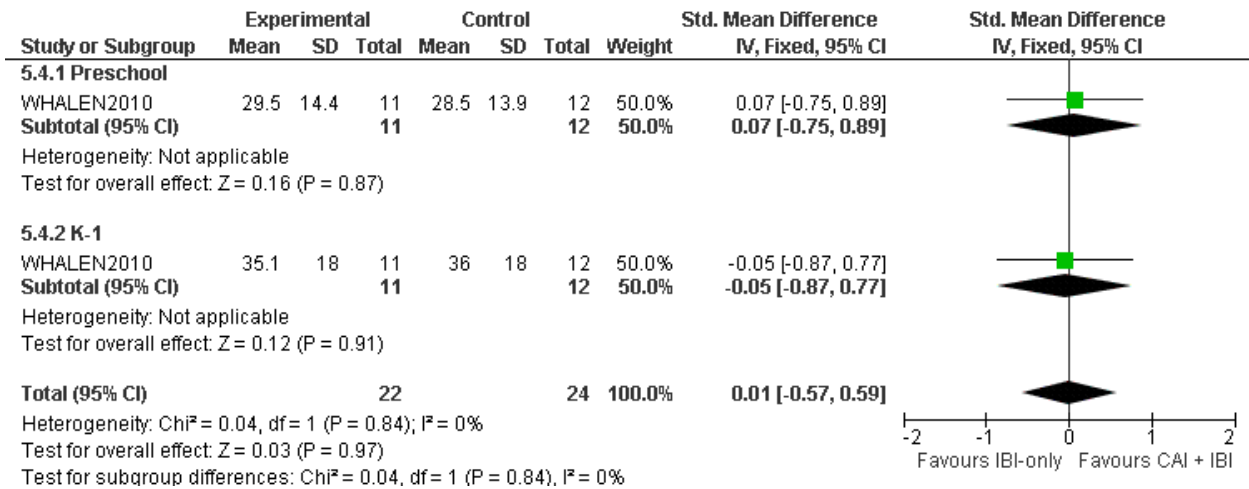 Experimental Control Std. Mean Difference Std. Mean Difference
Study or Subgroup Mean SD Total Mean SD Total Weight IV, Fixed, 95% CI IV, Fixed, 95% CI
5.4.1 Preschool
WHALEN2010 29.5 14.4 11 28.5 13.9 12 50.0% 0.07 [-0.75, 0.89]
Subtotal (95% CI) 11 12 50.0% 0.07 [-0.75, 0.89]
Heterogeneity: Not applicable
Test for overall effect: Z = 0.16 (P = 0.87)
5.4.2 K-1
WHALEN2010 35.1 18 11 36 18 12 50.0% -0.05 [-0.87, 0.77]
Subtotal (95% CI) 11 12 50.0% -0.05 [-0.87, 0.77]
Heterogeneity: Not applicable
Test for overall effect: Z = 0.12 (P = 0.91)
Total (95% CI) 22 24 100.0% 0.01 [-0.57, 0.59]
Heterogeneity: Chi² = 0.04, df = 1 (P = 0.84); I² = 0%
Test for overall effect: Z = 0.03 (P = 0.97)
Test for subgroup differences: Chi² = 0.04, df = 1 (P = 0.84), I² = 0%
-2 -1 0 1 2
Favours IBI-only Favours CAI + IBI